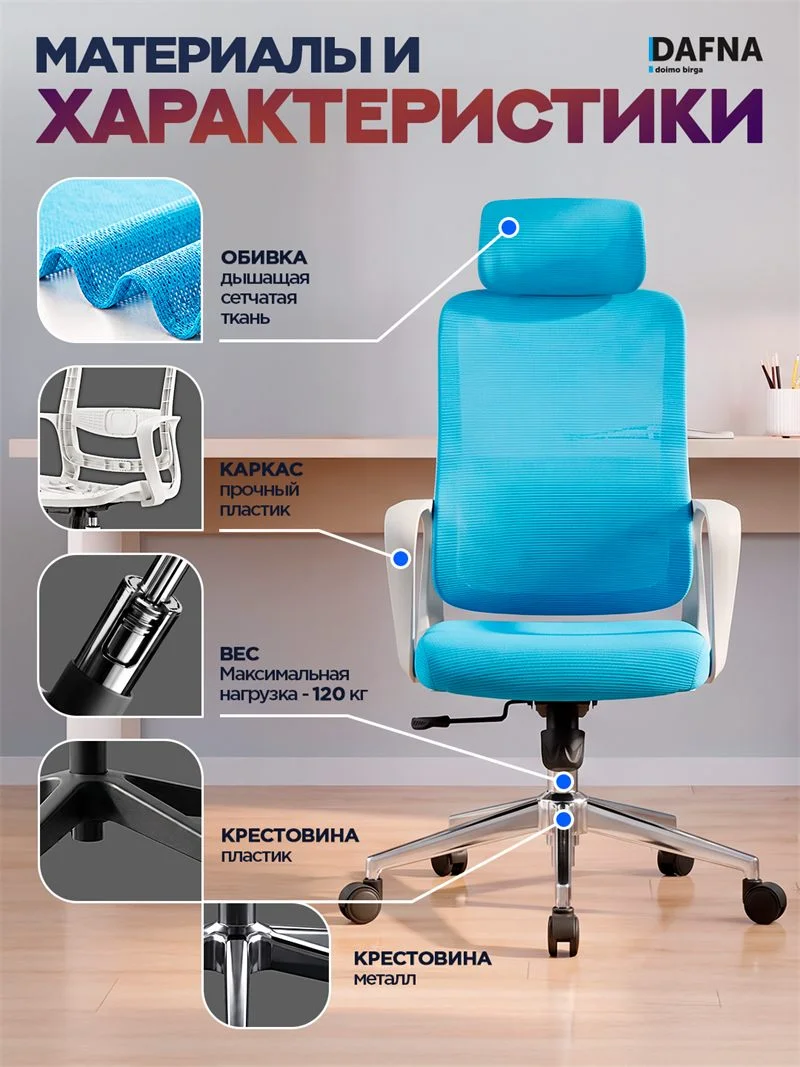 МАТЕРИАЛЫ И
DAFNA
doimo birga
ХАРАКТЕРИСТИКИ
ОБИВКА
дышащая
сетчатая
ткань
КАРКАС
прочный
пластик
ВЕС
Максимальная
нагрузка - 120 кг
КРЕСТОВИНА
пластик
КРЕСТОВИНА
металл